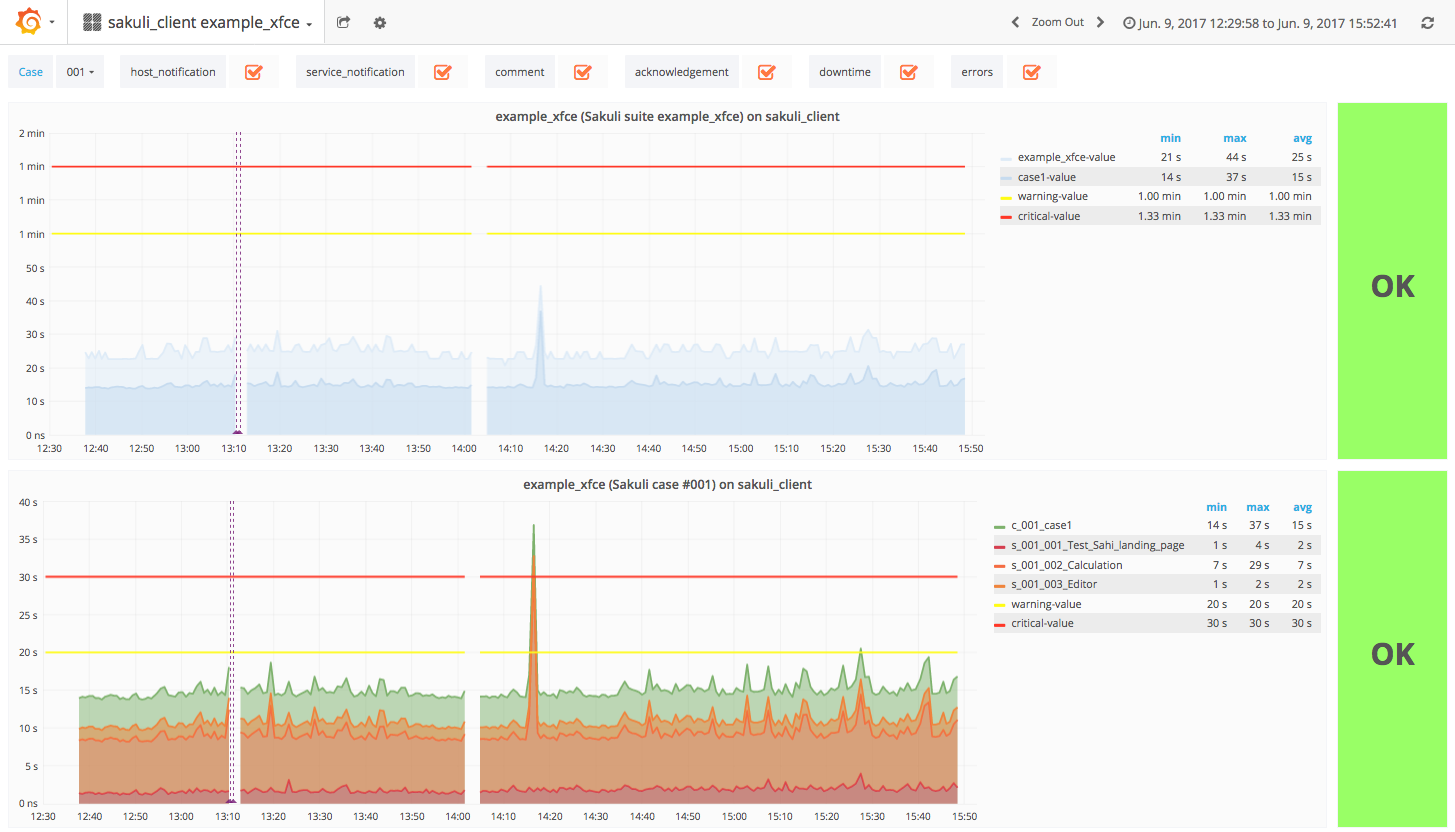 sakuli_client example_xfce
Zoom Out
Jun. 9, 2017 12:29:58 to Jun. 9, 2017 15:52:41
Case 001 host_notification service_notification comment acknowledgement downtime errors
example_xfce (Sakuli suite example_xfce) on sakuli_client
2 min
1 min
1 min
1 min
50 s
40 s
30 s
20 s
10 s
0 ns
12:30 12:40 12:50 13:00 13:10 13:20 13:30 13:40 13:50 14:00 14:10 14:20 14:30 14:40 14:50 15:00 15:10 15:20 15:30 15:40 15:50
min max avg
example_xfce-value 21 s 44 s 25 s
case1-value 14 s 37 s 15 s
warning-value 1.00 min 1.00 min 1.00 min
critical-value 1.33 min 1.33 min 1.33 min
OK
example_xfce (Sakuli case #001) on sakuli_client
40 s
35 s
30 s
25 s
20 s
15 s
10 s
5 s
0 ns
12:30 12:40 12:50 13:00 13:10 13:20 13:30 13:40 13:50 14:00 14:10 14:20 14:30 14:40 14:50 15:00 15:10 15:20 15:30 15:40 15:50
min max avg
c_001_case1 14 s 37 s 15 s
s_001_001_Test_Sahi_landing_page 1 s 4 s 2 s
s_001_002_Calculation 7 s 29 s 7 s
s_001_003_Editor 1 s 2 s 2 s
warning-value 20 s 20 s 20 s
critical-value 30 s 30 s 30 s
OK